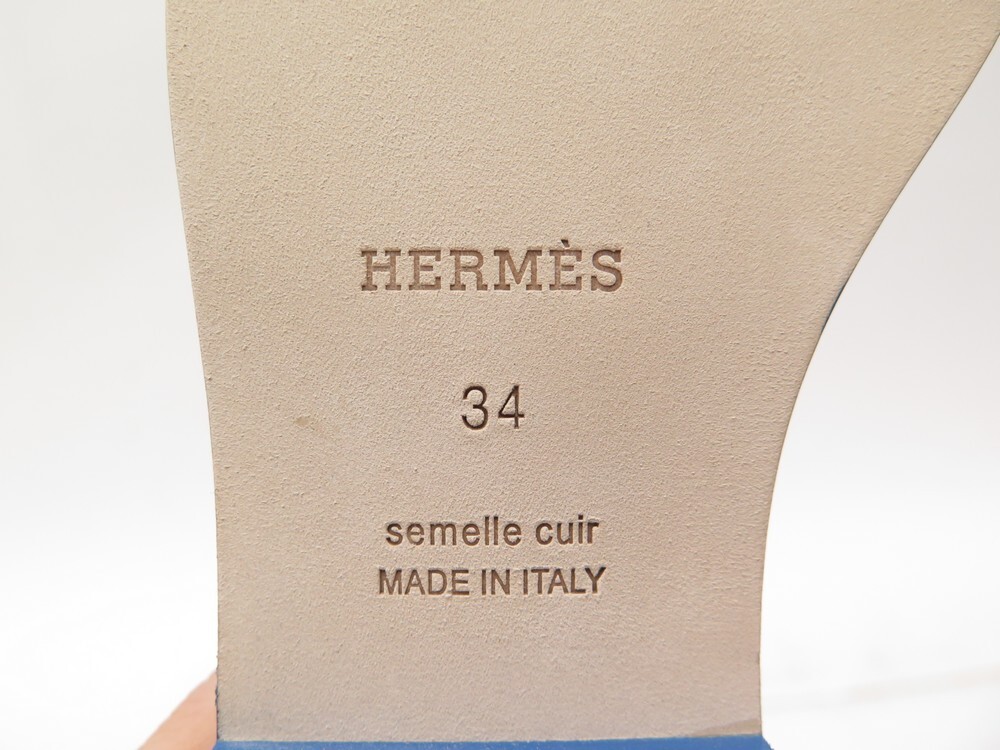 HERMÈS
34
semelle cuir
MADE IN ITALY